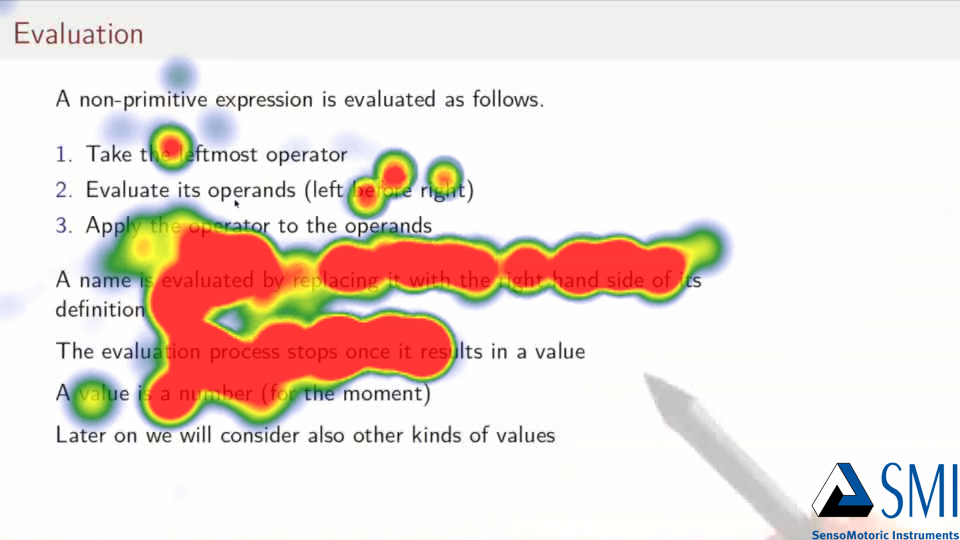 Evaluation
A non-primitive expression is evaluated as follows.
1. Take the leftmost operator
2. Evaluate its operands (left before right)
3. Apply the operator to the operands
A name is evaluated by replacing it with the right hand side of its
definition
The evaluation process stops once it results in a value
A value is a number (for the moment)
Later on we will consider also other kinds of values
SMI
SensoMotoric Instruments